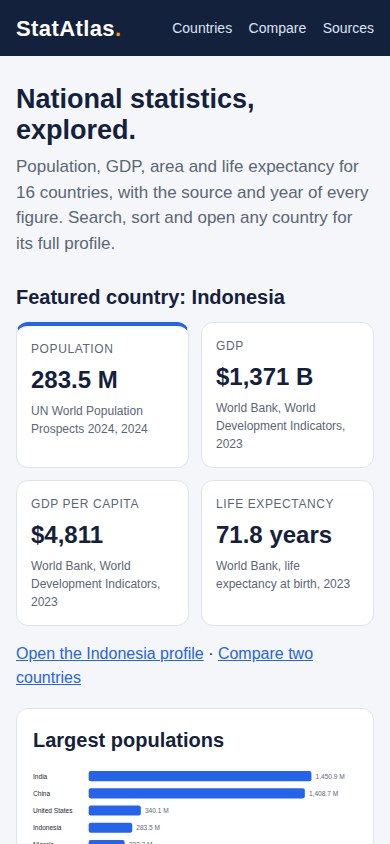 StatAtlas.
Countries Compare Sources
National statistics,
explored.
Population, GDP, area and life expectancy for
16 countries, with the source and year of every
figure. Search, sort and open any country for
its full profile.
Featured country: Indonesia
POPULATION
283.5 M
UN World Population
Prospects 2024, 2024
GDP
$1,371 B
World Bank, World
Development Indicators,
2023
GDP PER CAPITA
$4,811
World Bank, World
Development Indicators,
2023
LIFE EXPECTANCY
71.8 years
World Bank, life
expectancy at birth, 2023
Open the Indonesia profile · Compare two
countries
Largest populations
India 1,450.9 M
China 1,408.7 M
United States 340.1 M
Indonesia 283.5 M